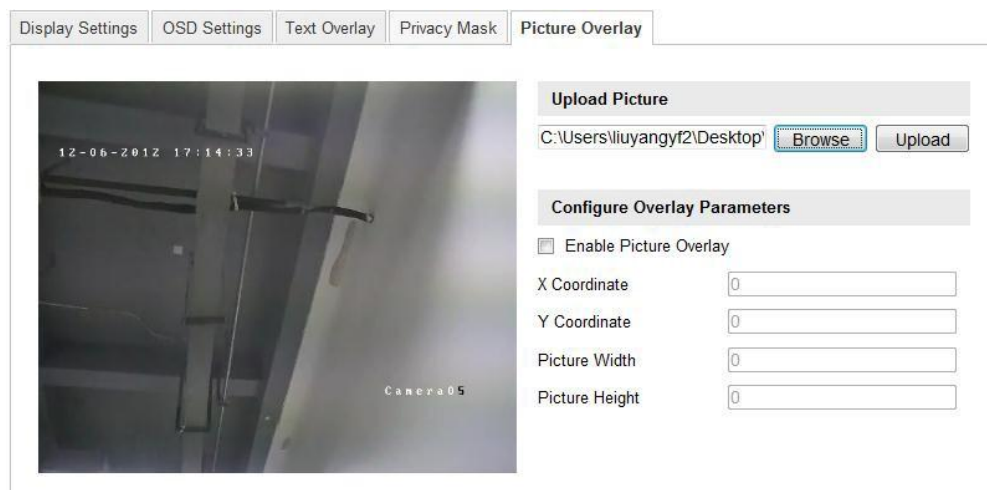 Display Settings OSD Settings Text Overlay Privacy Mask Picture Overlay
12-06-2012 17:14:33
Camera05
Upload Picture
C:\Users\liuyangyf2\Desktop\ Browse Upload
Configure Overlay Parameters
Enable Picture Overlay
X Coordinate 0
Y Coordinate 0
Picture Width 0
Picture Height 0